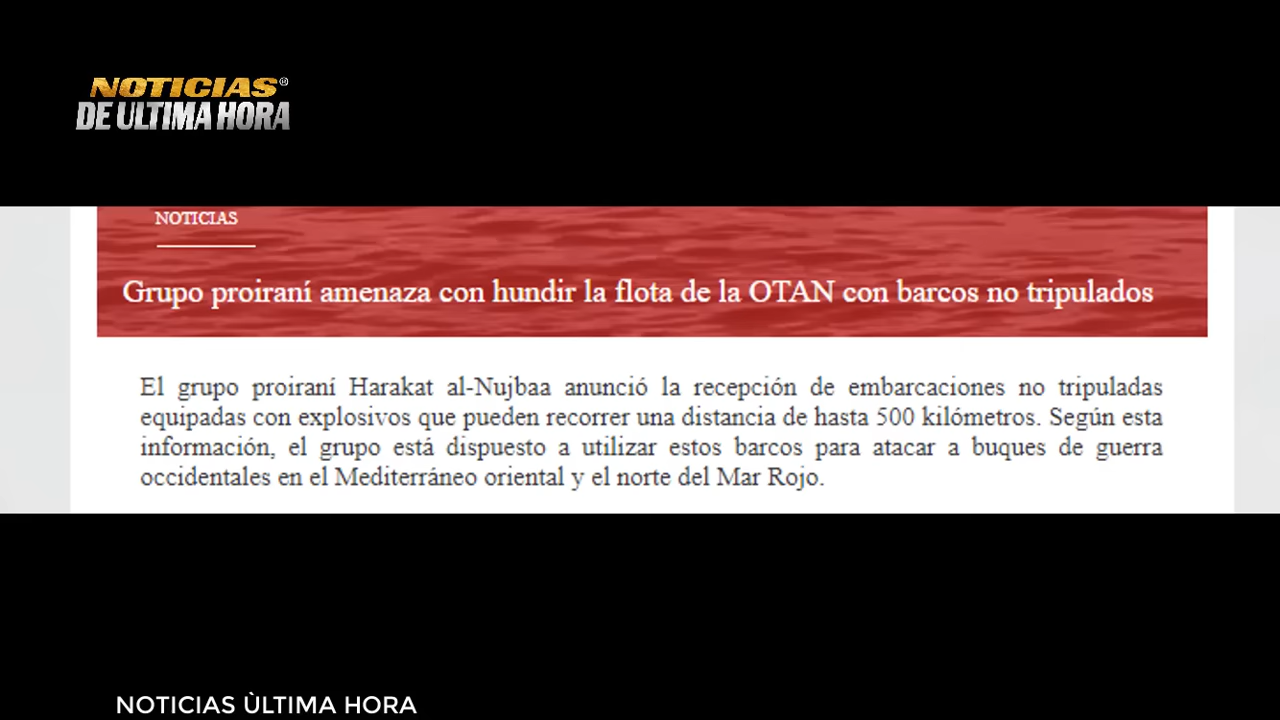 NOTICIAS®
DE ULTIMA HORA
NOTICIAS
Grupo proiraní amenaza con hundir la flota de la OTAN con barcos no tripulados
El grupo proiraní Harakat al-Nujbaa anunció la recepción de embarcaciones no tripuladas
equipadas con explosivos que pueden recorrer una distancia de hasta 500 kilómetros. Según esta
información, el grupo está dispuesto a utilizar estos barcos para atacar a buques de guerra
occidentales en el Mediterráneo oriental y el norte del Mar Rojo.
NOTICIAS ÙLTIMA HORA